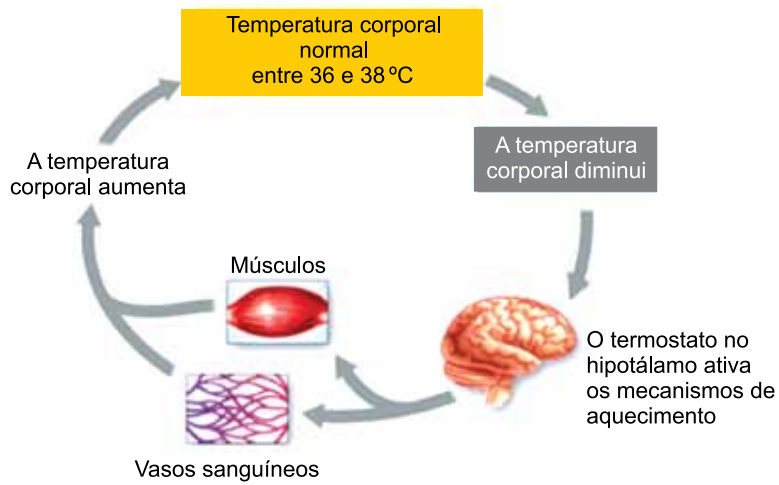 Temperatura corporal
normal
entre 36 e 38 ºC
A temperatura
corporal diminui
O termostato no
hipotálamo ativa
os mecanismos de
aquecimento
Músculos
Vasos sanguíneos
A temperatura
corporal aumenta